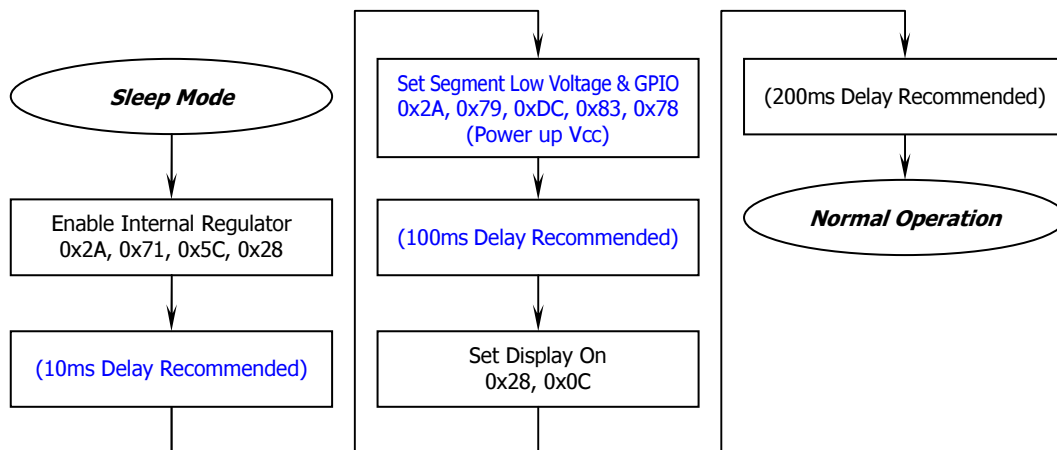 Sleep Mode
Enable Internal Regulator
0x2A, 0x71, 0x5C, 0x28
(10ms Delay Recommended)
Set Segment Low Voltage & GPIO
0x2A, 0x79, 0xDC, 0x83, 0x78
(Power up Vcc)
(100ms Delay Recommended)
Set Display On
0x28, 0x0C
(200ms Delay Recommended)
Normal Operation